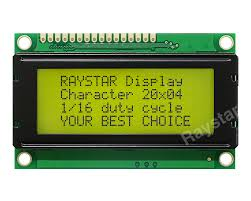 RAYSTAR Display
Character 20x04
1/16 duty cycle
YOUR BEST CHOICE
Raystar